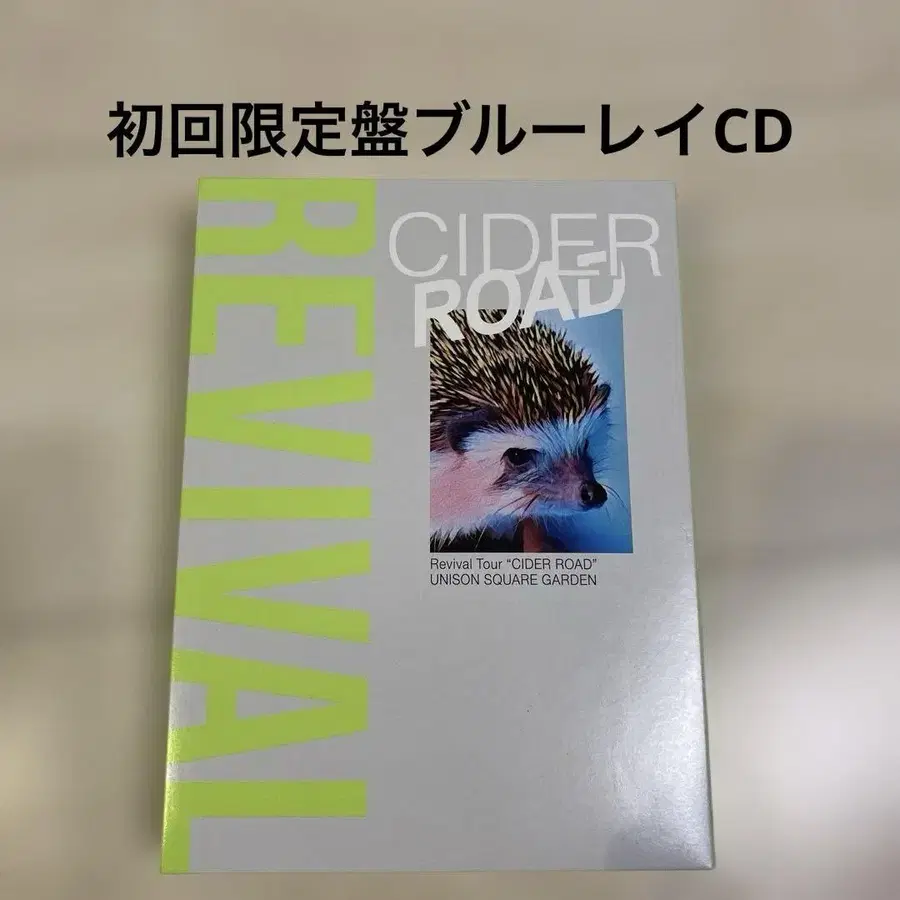 初回限定盤ブルーレイCD
REVIVAL
CIDER
ROAD
Revival Tour “CIDER ROAD”
UNISON SQUARE GARDEN